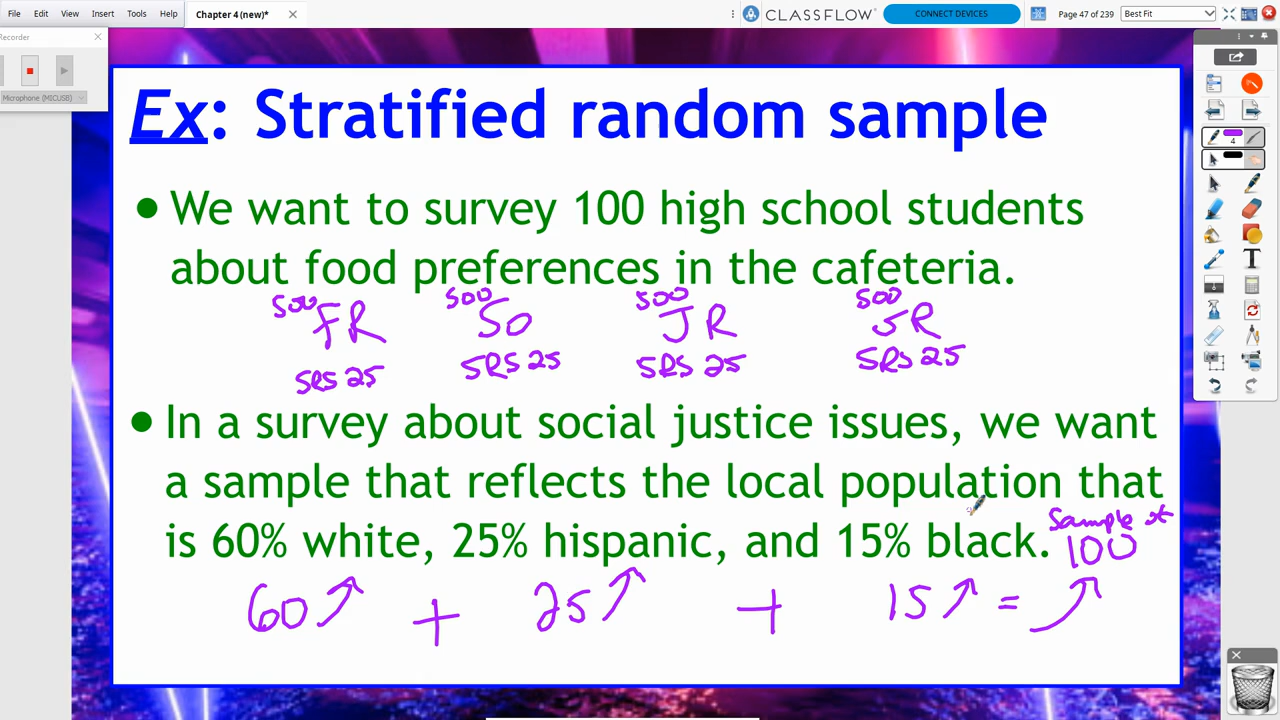 File Edit View Insert Tools Help
Chapter 4 (new)*
CLASSFLOW
CONNECT DEVICES
Page 47 of 239
Best Fit
Recorder
Microphone (MICUSB)
4
T
Ex: Stratified random sample
• We want to survey 100 high school students
about food preferences in the cafeteria.
500 500 500 500
FR SO JR SR
SRS 25 SRS 25 SRS 25 SRS 25
• In a survey about social justice issues, we want
a sample that reflects the local population that
Sample
is 60% white, 25% hispanic, and 15% black. 100
60 + 25 + 15 =